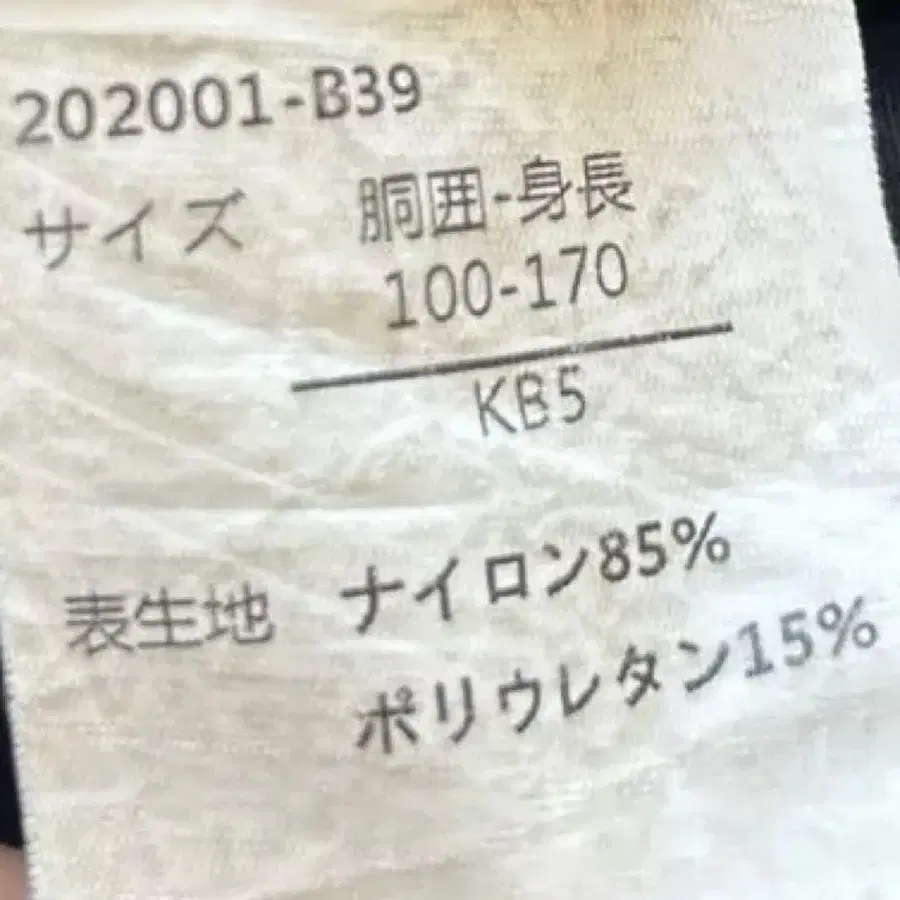 202001-B39
サイズ 胴囲-身長
100-170
KB5
表生地 ナイロン85%
ポリウレタン15%